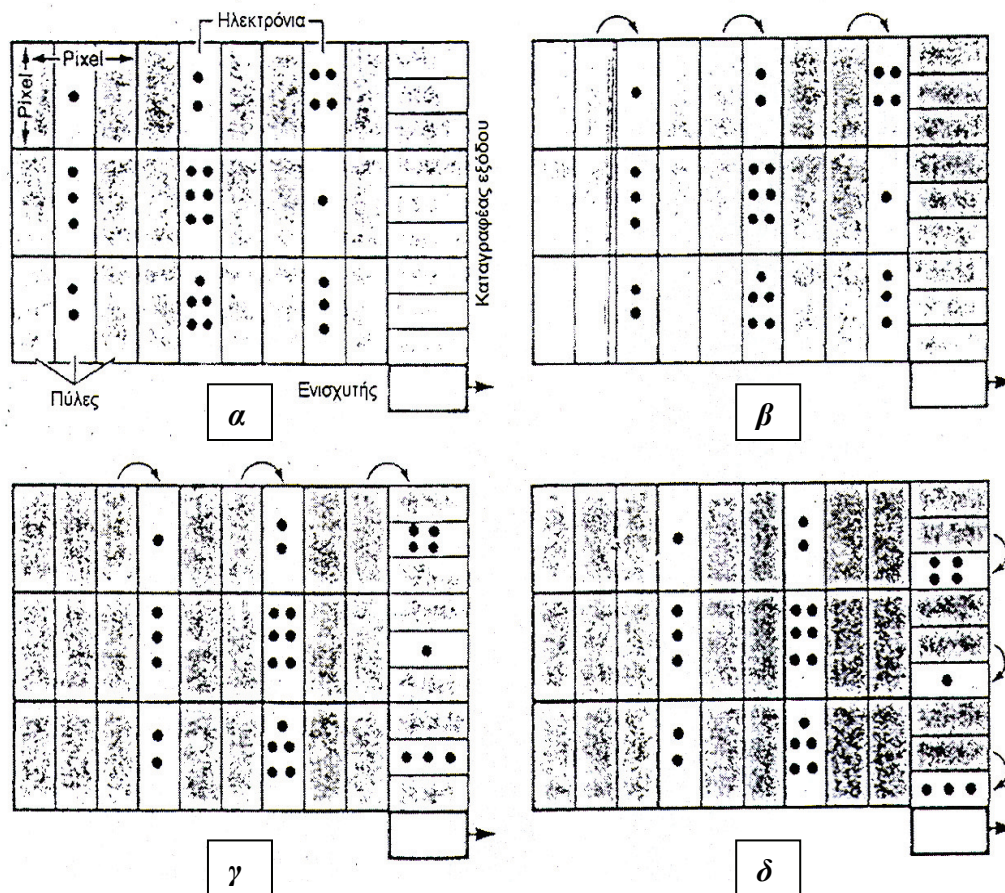 Ηλεκτρόνια
Pixel
Pixel
Καταγραφέας εξόδου
Πύλες
Ενισχυτής
α
β
γ
δ